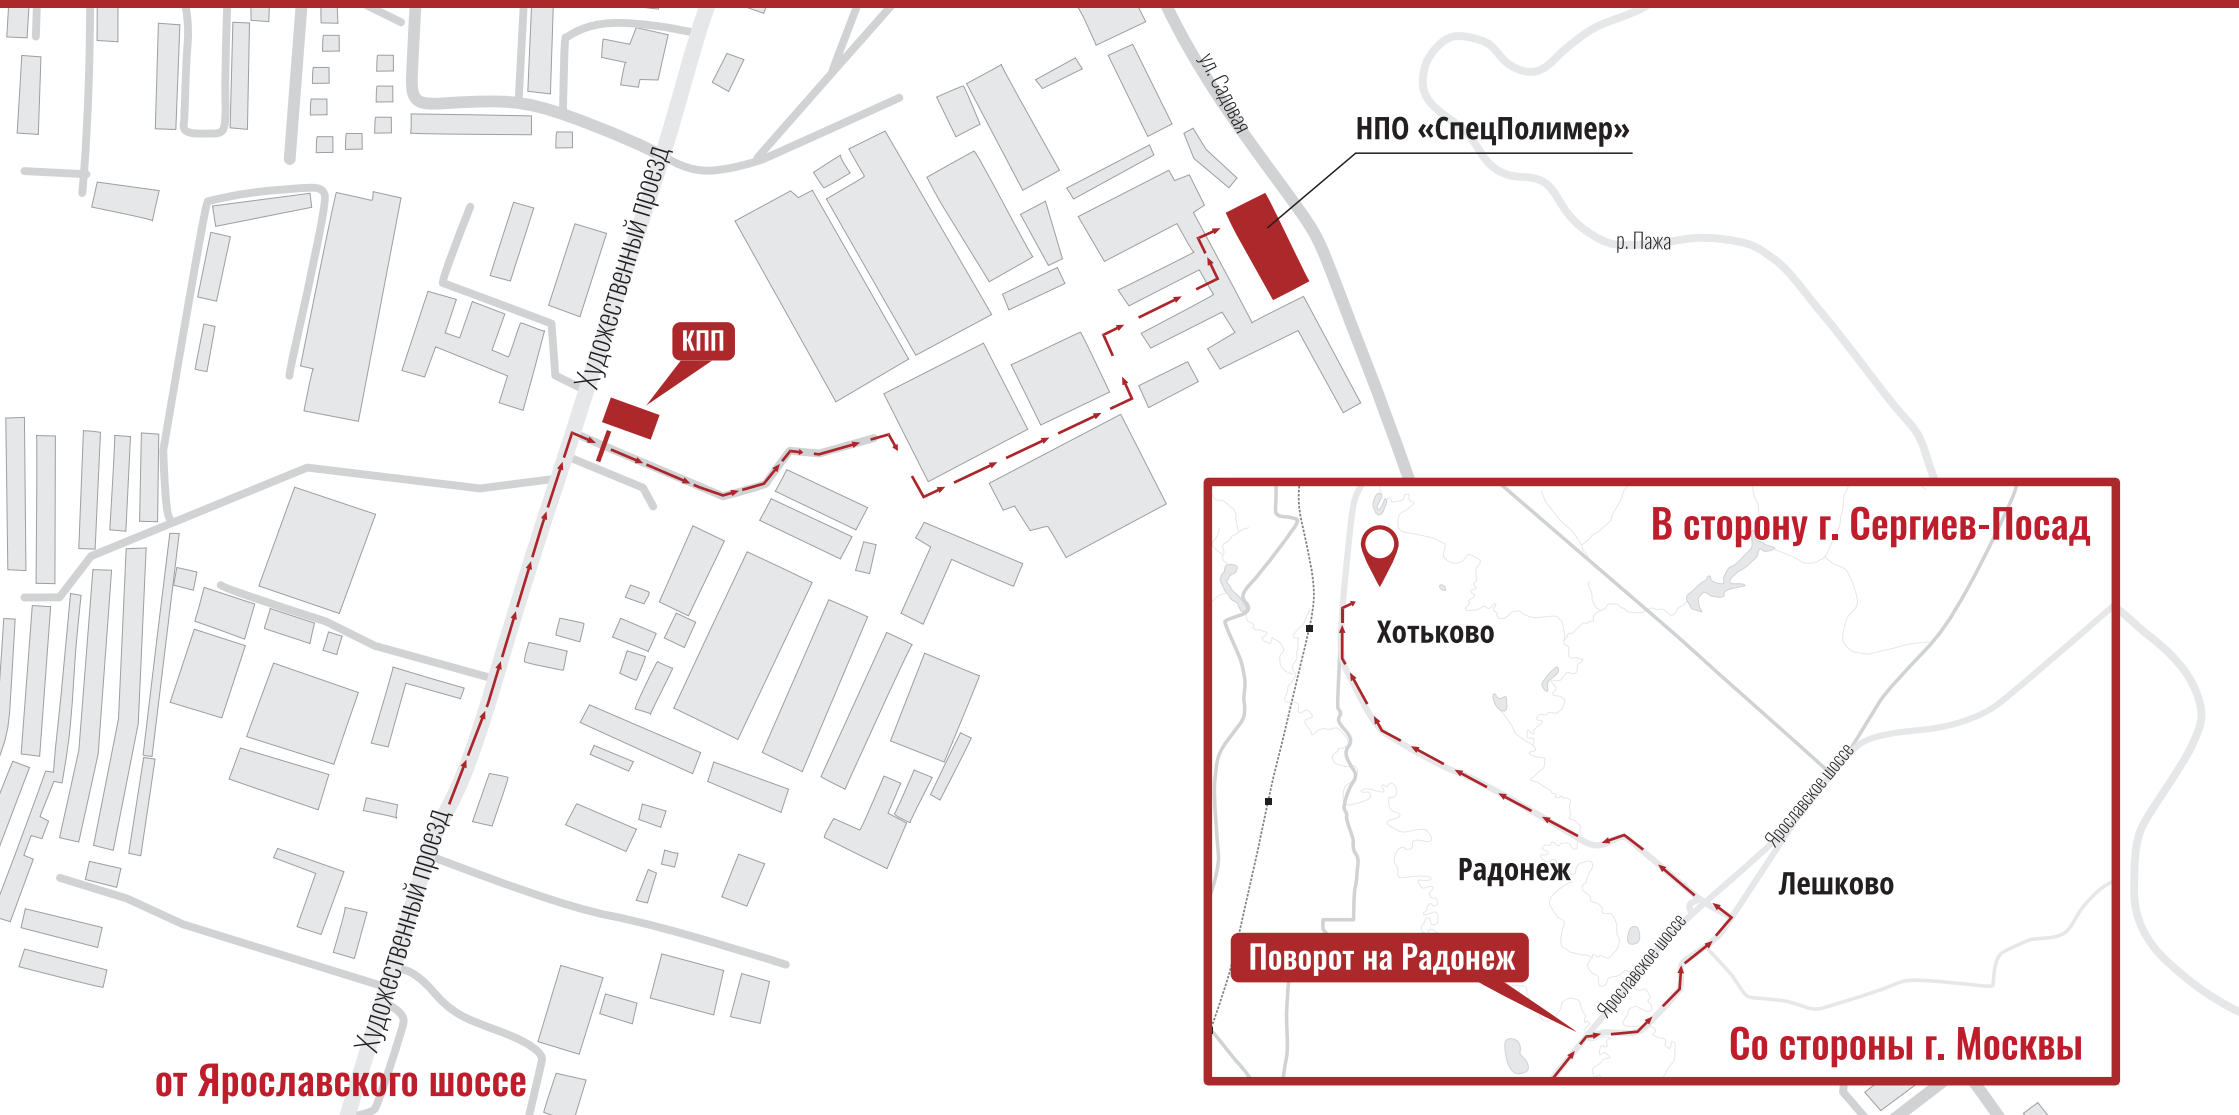 ул. Садовая
НПО «СпецПолимер»
Художественный проезд
р. Пажа
КПП
В сторону г. Сергиев-Посад
Хотьково
Ярославское шоссе
Радонеж
Лешково
Ярославское шоссе
Поворот на Радонеж
Со стороны г. Москвы
Художественный проезд
от Ярославского шоссе